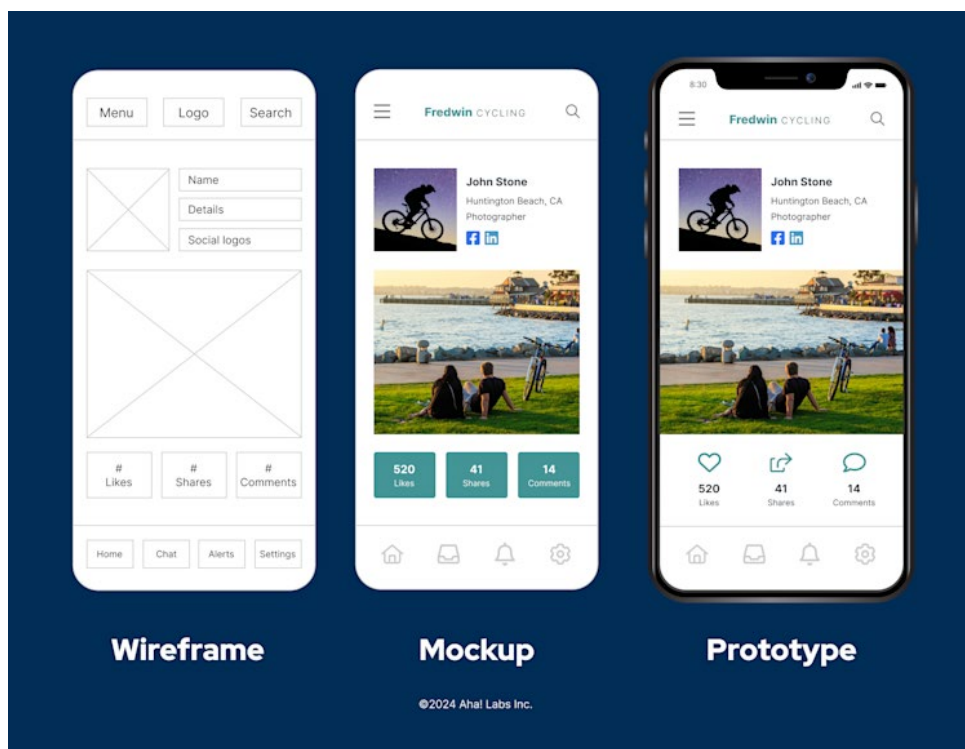 Menu
Logo
Search
Name
Details
Social logos
#
Likes
#
Shares
#
Comments
Home
Chat
Alerts
Settings
Wireframe
Fredwin CYCLING
John Stone
Huntington Beach, CA
Photographer
f in
520
Likes
41
Shares
14
Comments
Mockup
8:30
Fredwin CYCLING
John Stone
Huntington Beach, CA
Photographer
f in
520
Likes
41
Shares
14
Comments
Prototype
©2024 Aha! Labs Inc.